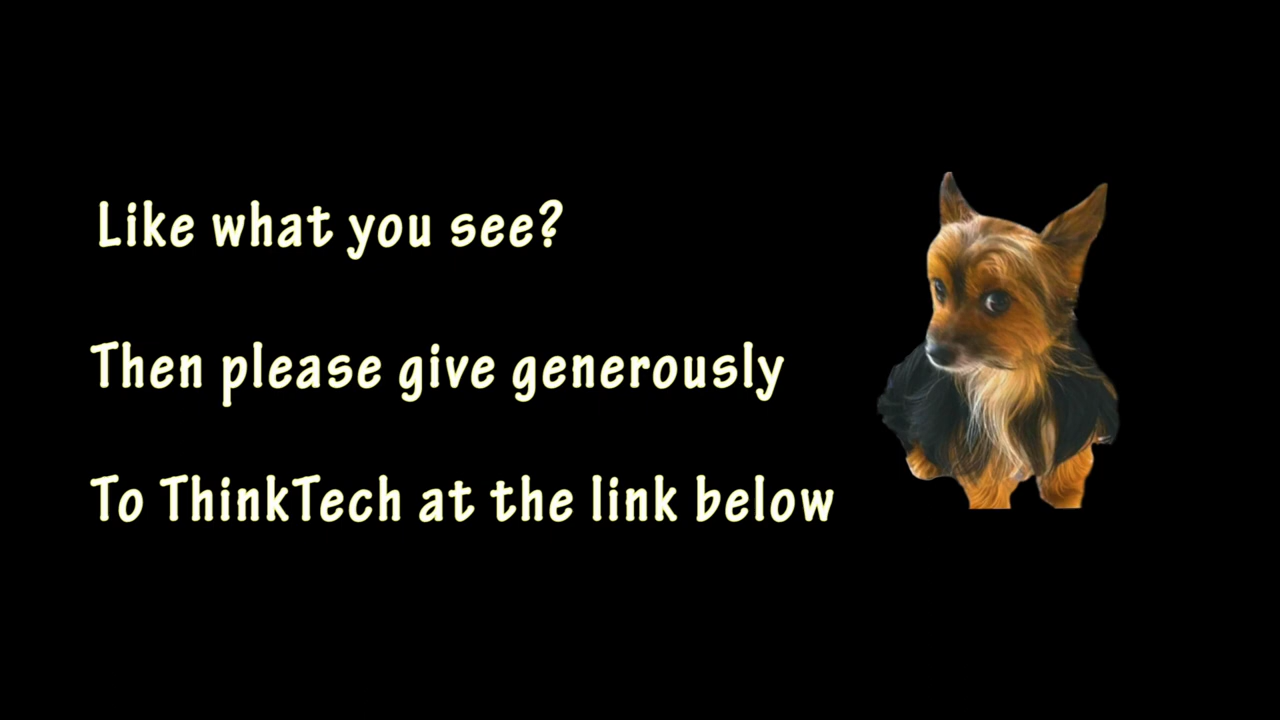 Like what you see?
Then please give generously
To ThinkTech at the link below